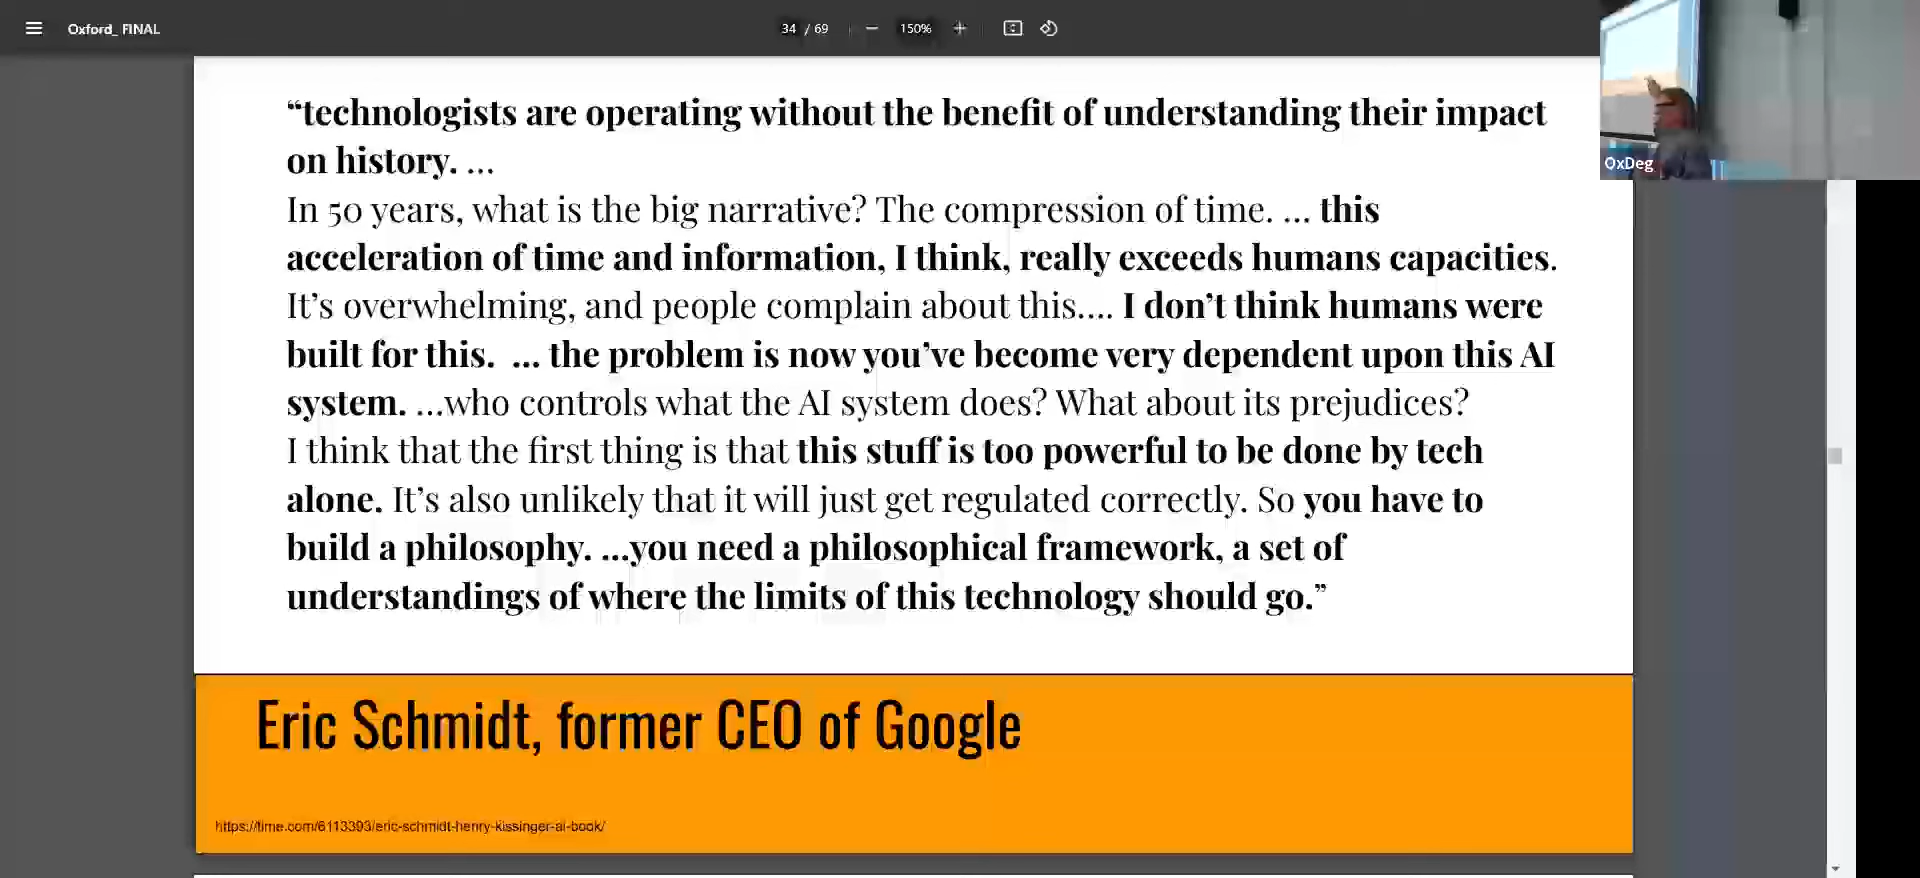 Oxford_ FINAL
34 / 69
150%
OxDeg
“technologists are operating without the benefit of understanding their impact
on history. ...
In 50 years, what is the big narrative? The compression of time. ... this
acceleration of time and information, I think, really exceeds humans capacities.
It’s overwhelming, and people complain about this.... I don’t think humans were
built for this.  ... the problem is now you’ve become very dependent upon this AI
system. ...who controls what the AI system does? What about its prejudices?
I think that the first thing is that this stuff is too powerful to be done by tech
alone. It’s also unlikely that it will just get regulated correctly. So you have to
build a philosophy. ...you need a philosophical framework, a set of
understandings of where the limits of this technology should go.”
Eric Schmidt, former CEO of Google
https://time.com/6113393/eric-schmidt-henry-kissinger-ai-book/